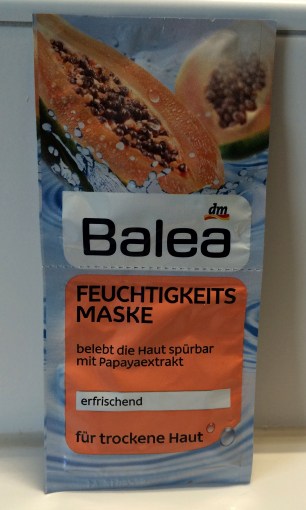 dm
Balea
FEUCHTIGKEITS
MASKE
belebt die Haut spürbar
mit Papayaextrakt
erfrischend
für trockene Haut